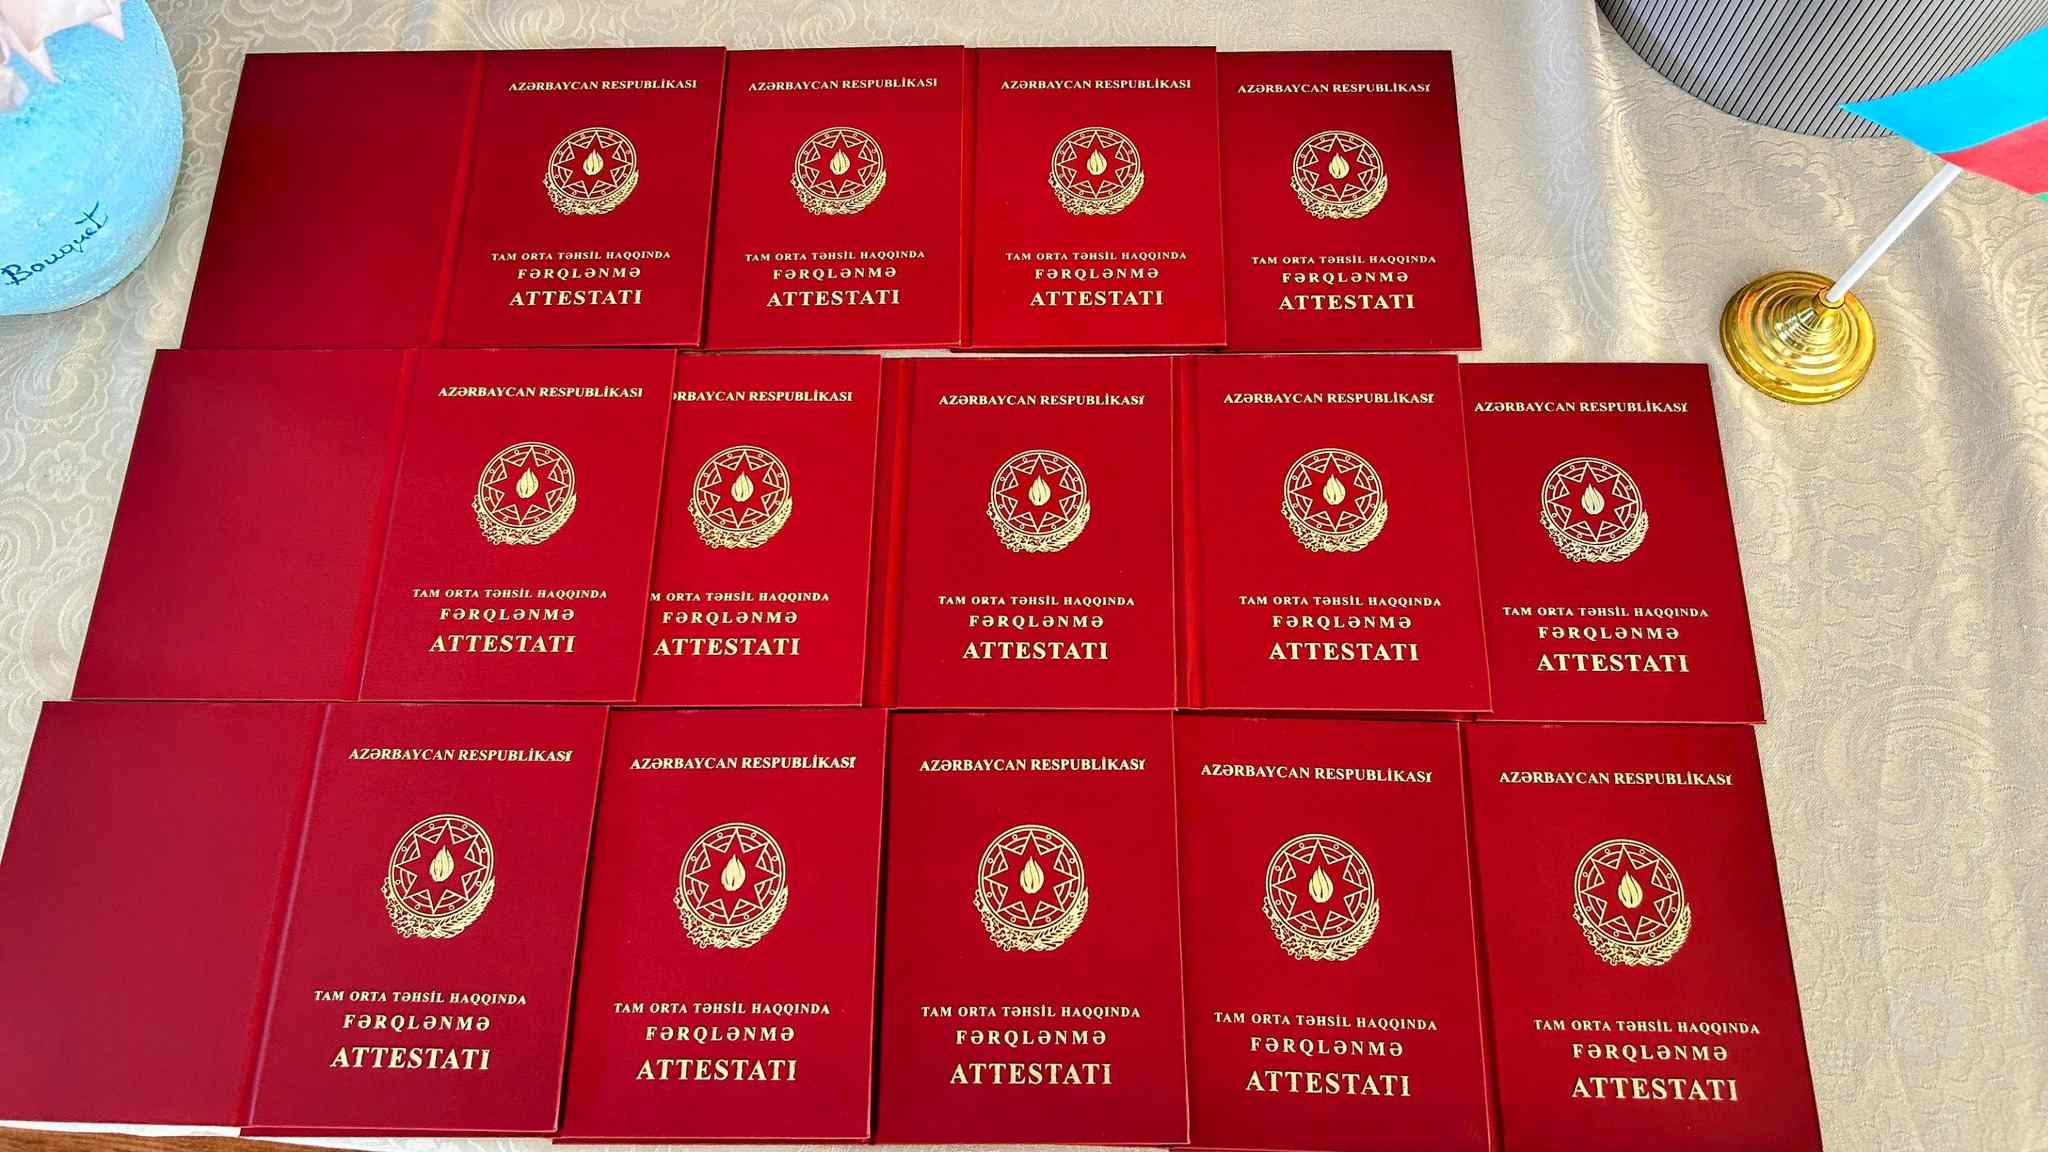 Bouquet
AZƏRBAYCAN RESPUBLİKASI
TAM ORTA TƏHSİL HAQQINDA
FƏRQLƏNMƏ
ATTESTATI
AZƏRBAYCAN RESPUBLİKASI
TAM ORTA TƏHSİL HAQQINDA
FƏRQLƏNMƏ
ATTESTATI
AZƏRBAYCAN RESPUBLİKASI
TAM ORTA TƏHSİL HAQQINDA
FƏRQLƏNMƏ
ATTESTATI
AZƏRBAYCAN RESPUBLİKASI
TAM ORTA TƏHSİL HAQQINDA
FƏRQLƏNMƏ
ATTESTATI
AZƏRBAYCAN RESPUBLİKASI
TAM ORTA TƏHSİL HAQQINDA
FƏRQLƏNMƏ
ATTESTATI
ƏRBAYCAN RESPUBLİKASI
M ORTA TƏHSİL HAQQINDA
FƏRQLƏNMƏ
ATTESTATI
AZƏRBAYCAN RESPUBLİKASI
TAM ORTA TƏHSİL HAQQINDA
FƏRQLƏNMƏ
ATTESTATI
AZƏRBAYCAN RESPUBLİKASI
TAM ORTA TƏHSİL HAQQINDA
FƏRQLƏNMƏ
ATTESTATI
AZƏRBAYCAN RESPUBLİKASI
TAM ORTA TƏHSİL HAQQINDA
FƏRQLƏNMƏ
ATTESTATI
AZƏRBAYCAN RESPUBLİKASI
TAM ORTA TƏHSİL HAQQINDA
FƏRQLƏNMƏ
ATTESTATI
AZƏRBAYCAN RESPUBLİKASI
TAM ORTA TƏHSİL HAQQINDA
FƏRQLƏNMƏ
ATTESTATI
AZƏRBAYCAN RESPUBLİKASI
TAM ORTA TƏHSİL HAQQINDA
FƏRQLƏNMƏ
ATTESTATI
AZƏRBAYCAN RESPUBLİKASI
TAM ORTA TƏHSİL HAQQINDA
FƏRQLƏNMƏ
ATTESTATI
AZƏRBAYCAN RESPUBLİKASI
TAM ORTA TƏHSİL HAQQINDA
FƏRQLƏNMƏ
ATTESTATI